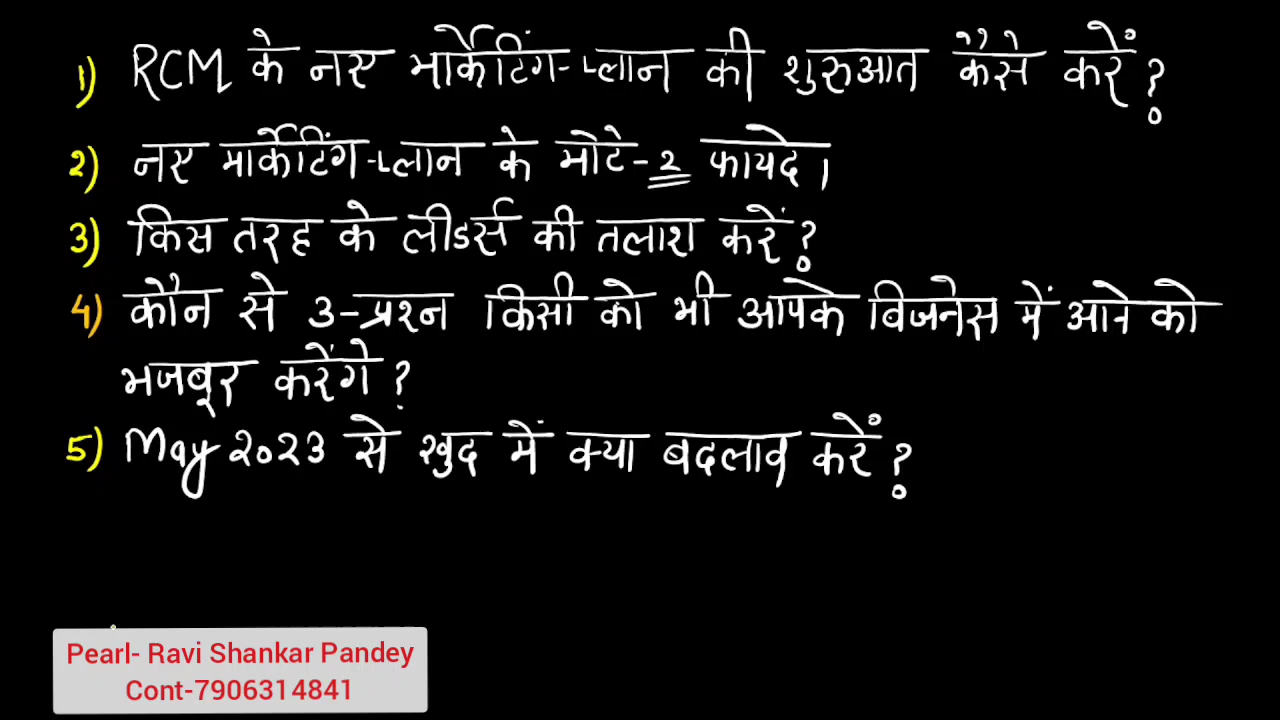 1) RCM के नए मार्केटिंग-प्लान की शुरुआत कैसे करें ?
2) नए मार्केटिंग-प्लान के मोटे-2 फायदे।
3) किस तरह के लीडर्स की तलाश करें ?
4) कौन से 3-प्रश्न किसी को भी आपके बिजनेस में आने को
मजबूर करेंगे ?
5) May 2023 से खुद में क्या बदलाव करें ?
Pearl- Ravi Shankar Pandey
Cont-7906314841